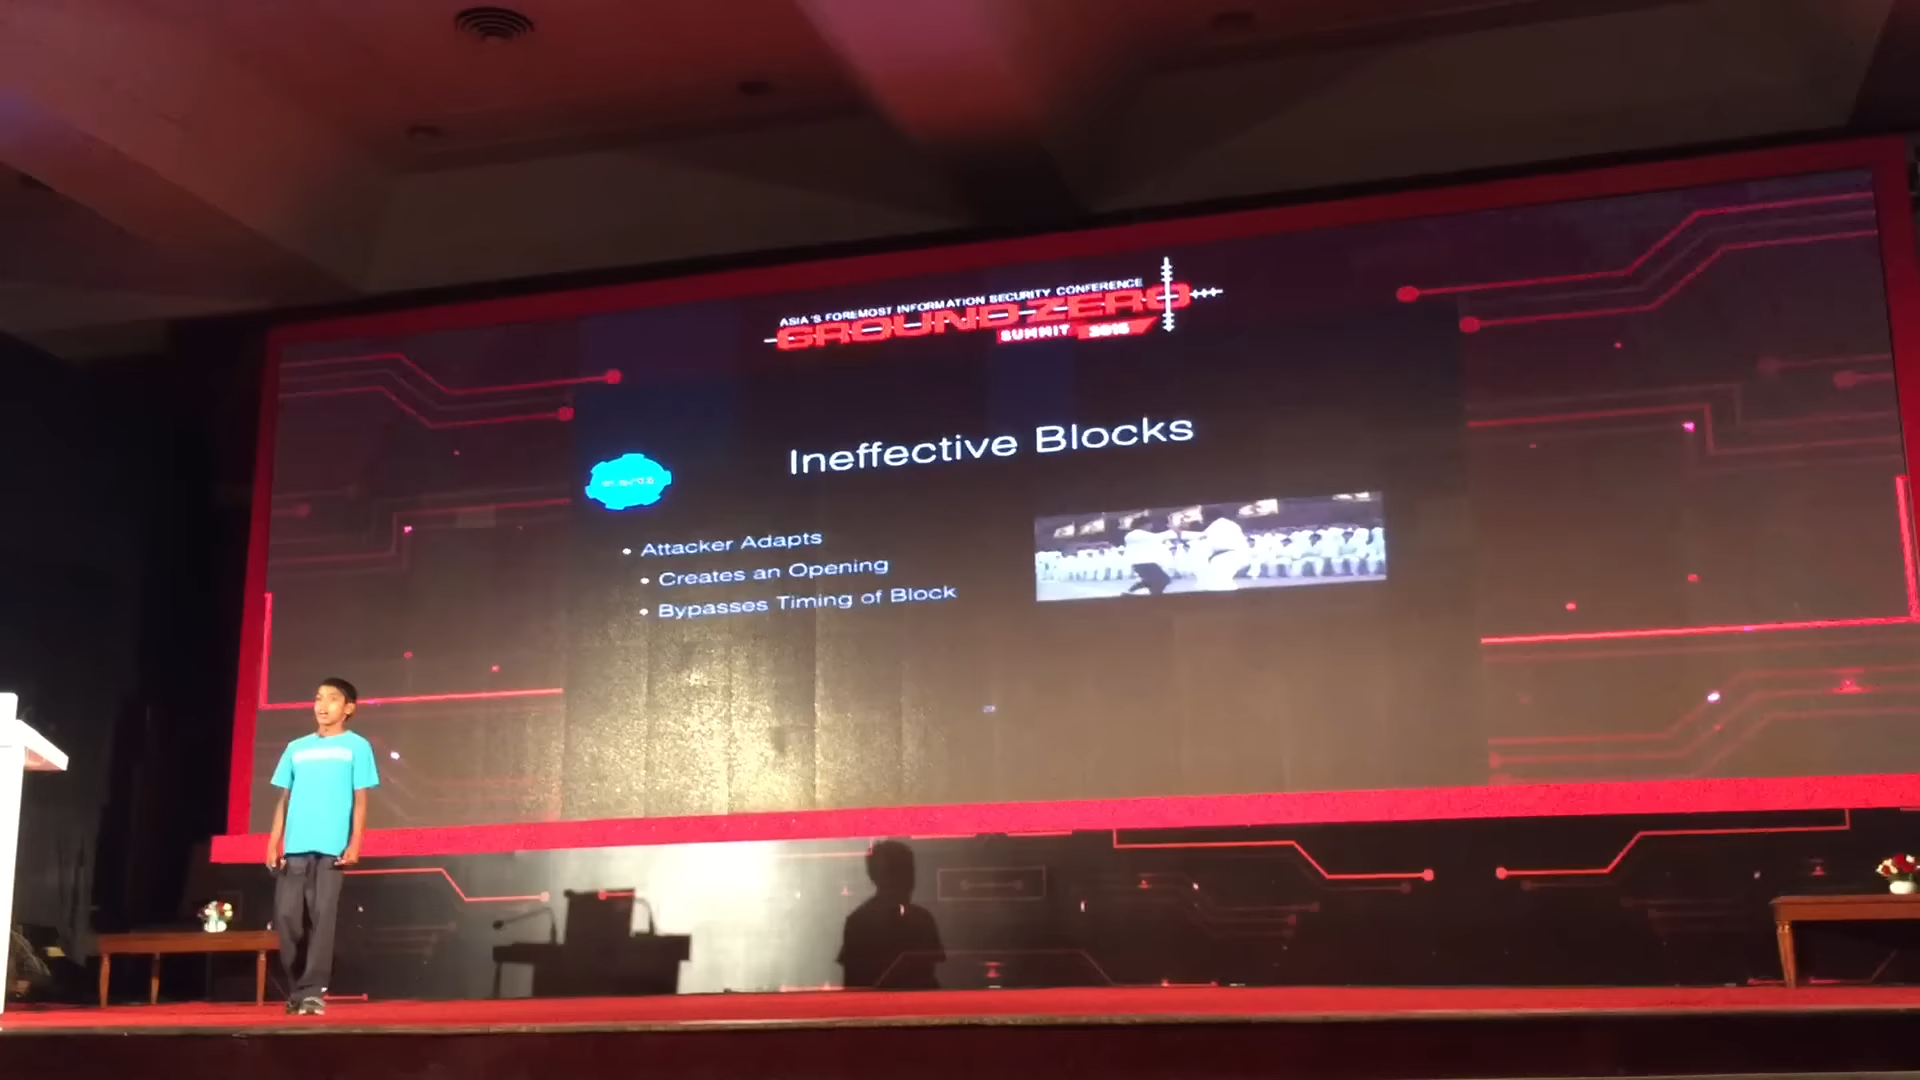 ASIA'S FOREMOST INFORMATION SECURITY CONFERENCE
GROUND ZERO
SUMMIT 2015
Ineffective Blocks
• Attacker Adapts
• Creates an Opening
• Bypasses Timing of Block